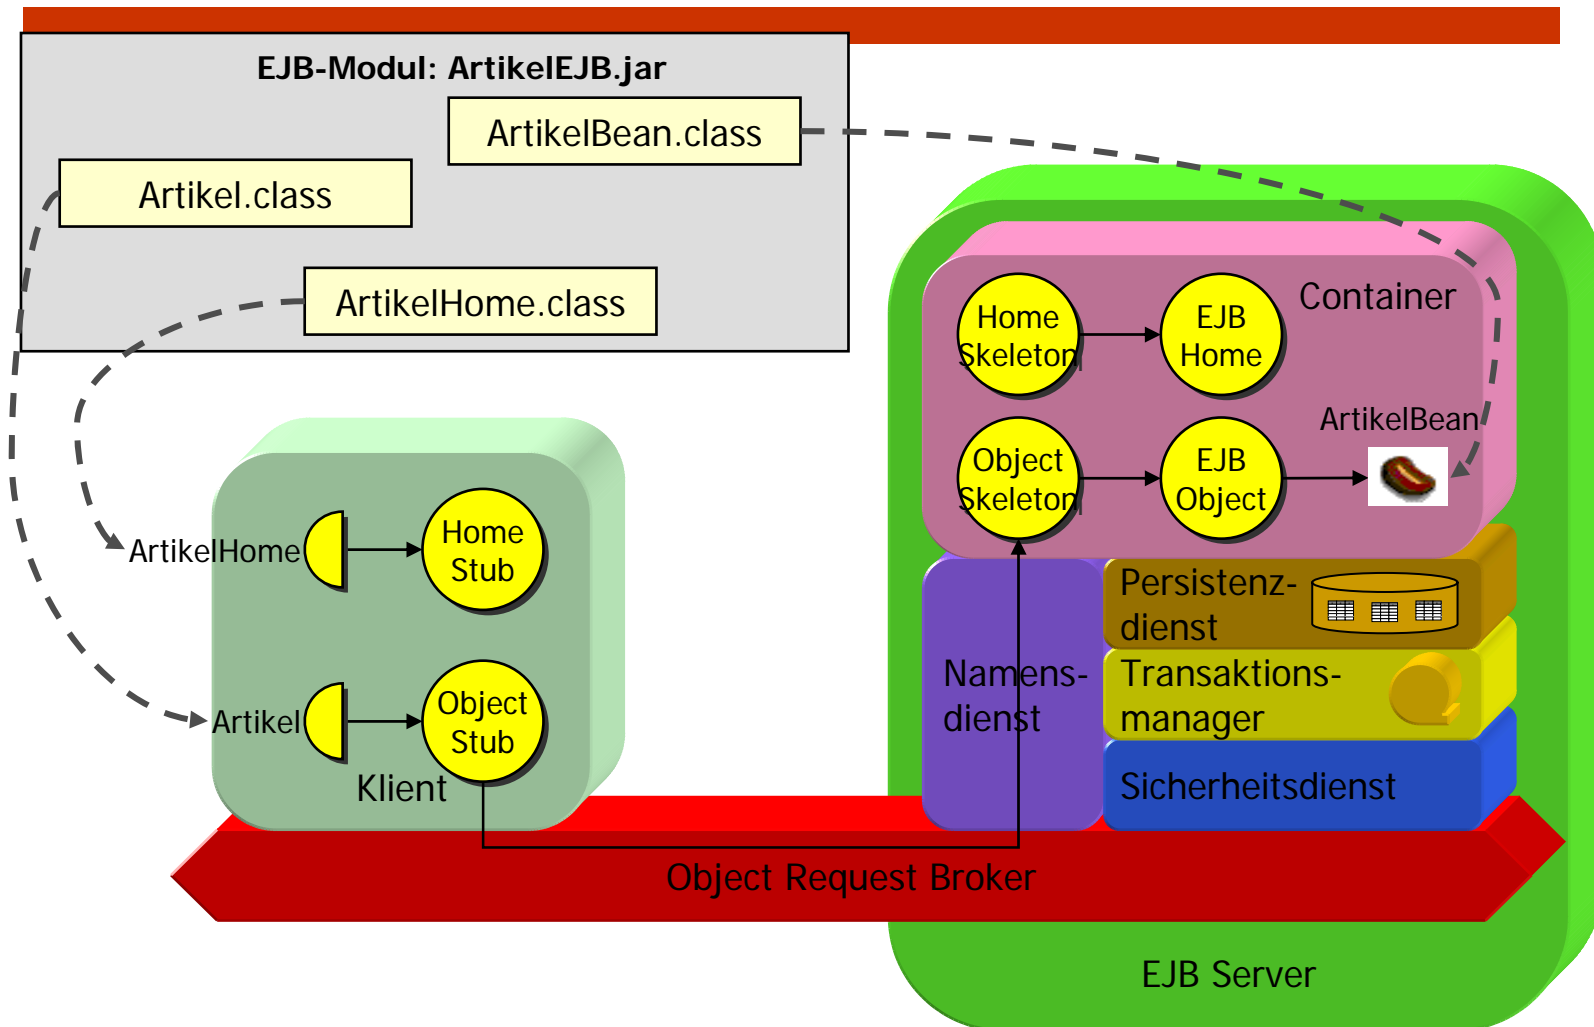 EJB-Modul: ArtikelEJB.jar
ArtikelBean.class
Artikel.class
ArtikelHome.class
Container
Home
Skeleton
EJB
Home
ArtikelBean
Object
Skeleton
EJB
Object
ArtikelHome
Home
Stub
Artikel
Object
Stub
Klient
Persistenz-
dienst
Namens-
dienst
Transaktions-
manager
Sicherheitsdienst
Object Request Broker
EJB Server